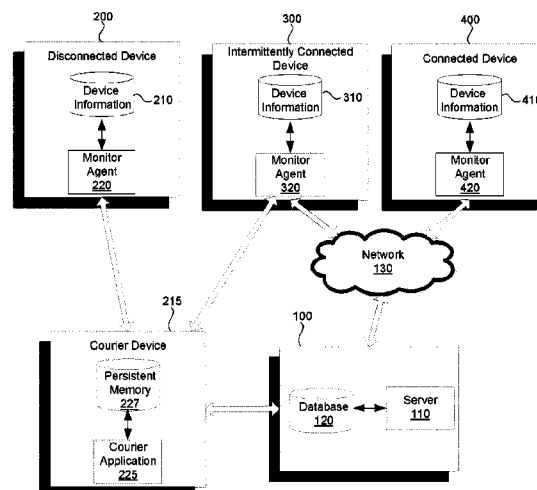 200
300
400
Disconnected Device
Device
Information
210
Monitor
Agent
220
Intermittently Connected
Device
Device
Information
310
Monitor
Agent
320
Connected Device
Device
Information
410
Monitor
Agent
420
Network
130
215
Courier Device
Persistent
Memory
227
Courier
Application
225
100
Database
120
Server
110